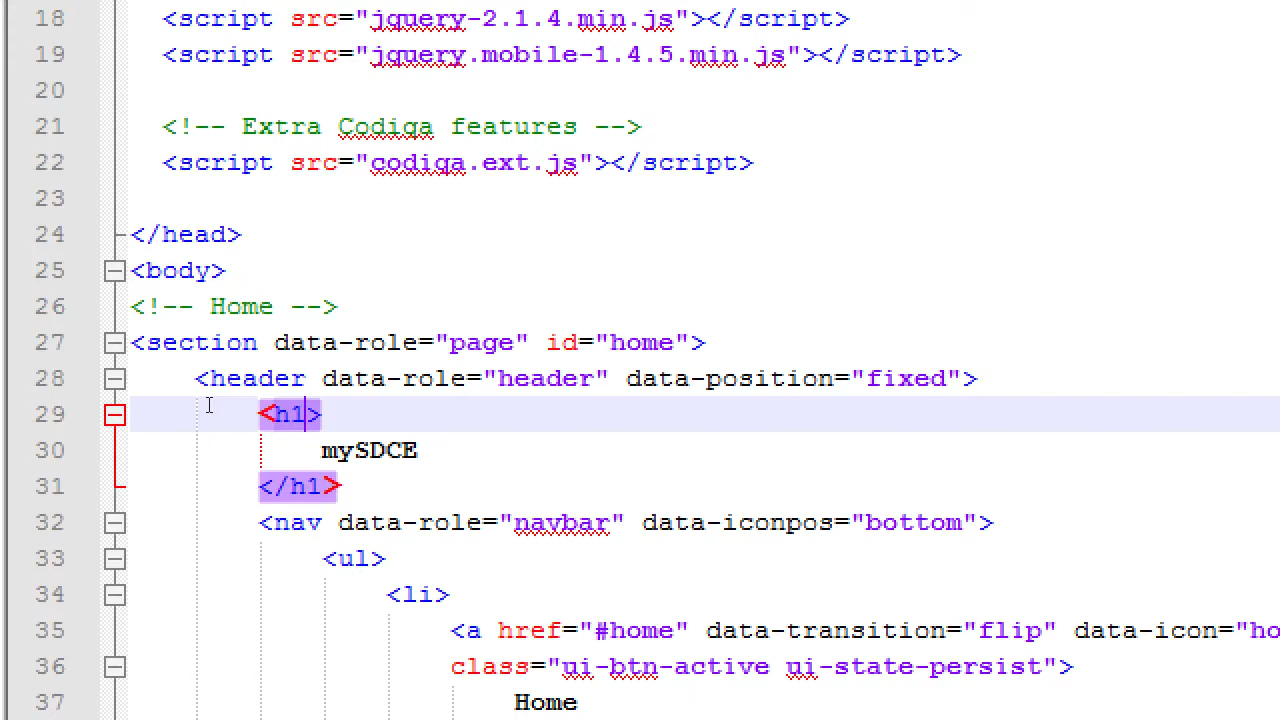 18 <script src="jquery-2.1.4.min.js"></script>
19 <script src="jquery.mobile-1.4.5.min.js"></script>
20
21 <!-- Extra Codiqa features -->
22 <script src="codiqa.ext.js"></script>
23
24 </head>
25 <body>
26 <!-- Home -->
27 <section data-role="page" id="home">
28 <header data-role="header" data-position="fixed">
29 <h1>
30 mySDCE
31 </h1>
32 <nav data-role="navbar" data-iconpos="bottom">
33 <ul>
34 <li>
35 <a href="#home" data-transition="flip" data-icon="ho
36 class="ui-btn-active ui-state-persist">
37 Home